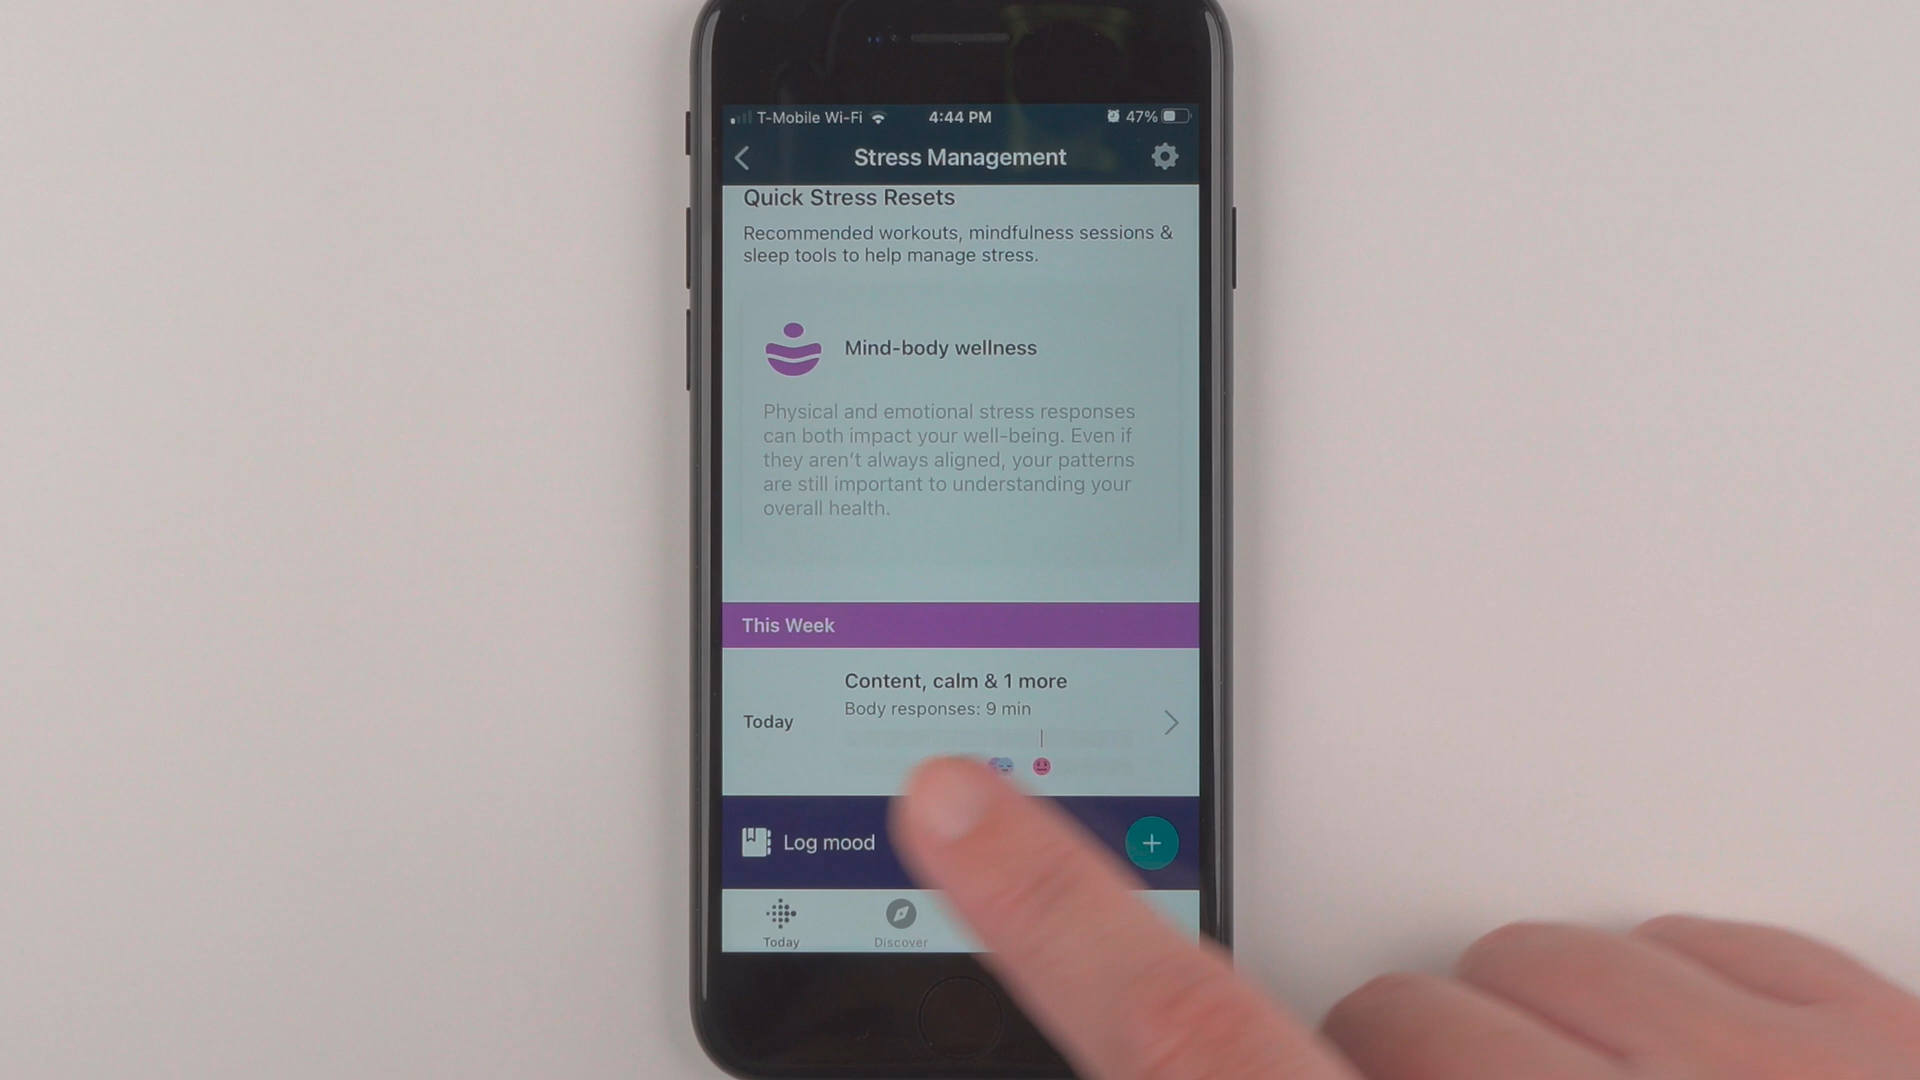 T-Mobile Wi-Fi 4:44 PM 47%
Stress Management
Quick Stress Resets
Recommended workouts, mindfulness sessions &
sleep tools to help manage stress.
Mind-body wellness
Physical and emotional stress responses
can both impact your well-being. Even if
they aren't always aligned, your patterns
are still important to understanding your
overall health.
This Week
Content, calm & 1 more
Body responses: 9 min
Today
Log mood
Today Discover